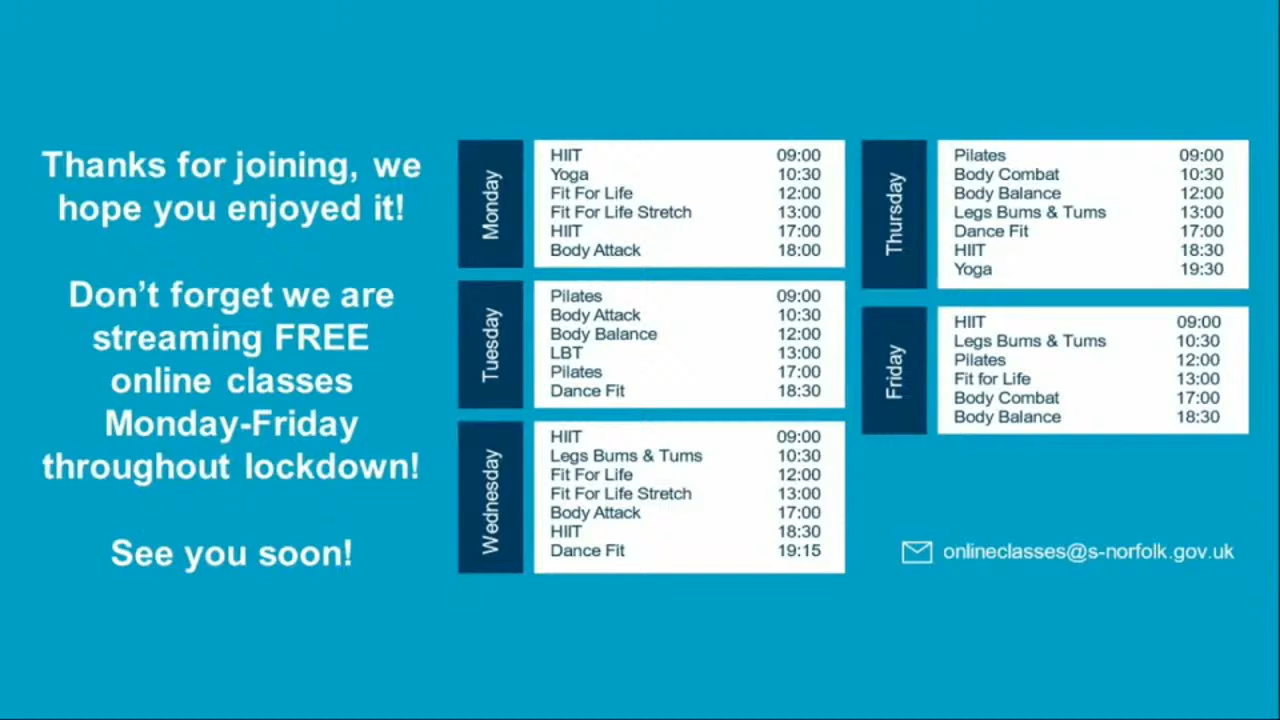 Thanks for joining, we
hope you enjoyed it!
Don't forget we are
streaming FREE
online classes
Monday-Friday
throughout lockdown!
See you soon!
Monday
HIIT 09:00
Yoga 10:30
Fit For Life 12:00
Fit For Life Stretch 13:00
HIIT 17:00
Body Attack 18:00
Tuesday
Pilates 09:00
Body Attack 10:30
Body Balance 12:00
LBT 13:00
Pilates 17:00
Dance Fit 18:30
Wednesday
HIIT 09:00
Legs Bums & Tums 10:30
Fit For Life 12:00
Fit For Life Stretch 13:00
Body Attack 17:00
HIIT 18:30
Dance Fit 19:15
Thursday
Pilates 09:00
Body Combat 10:30
Body Balance 12:00
Legs Bums & Tums 13:00
Dance Fit 17:00
HIIT 18:30
Yoga 19:30
Friday
HIIT 09:00
Legs Bums & Tums 10:30
Pilates 12:00
Fit for Life 13:00
Body Combat 17:00
Body Balance 18:30
onlineclasses@s-norfolk.gov.uk